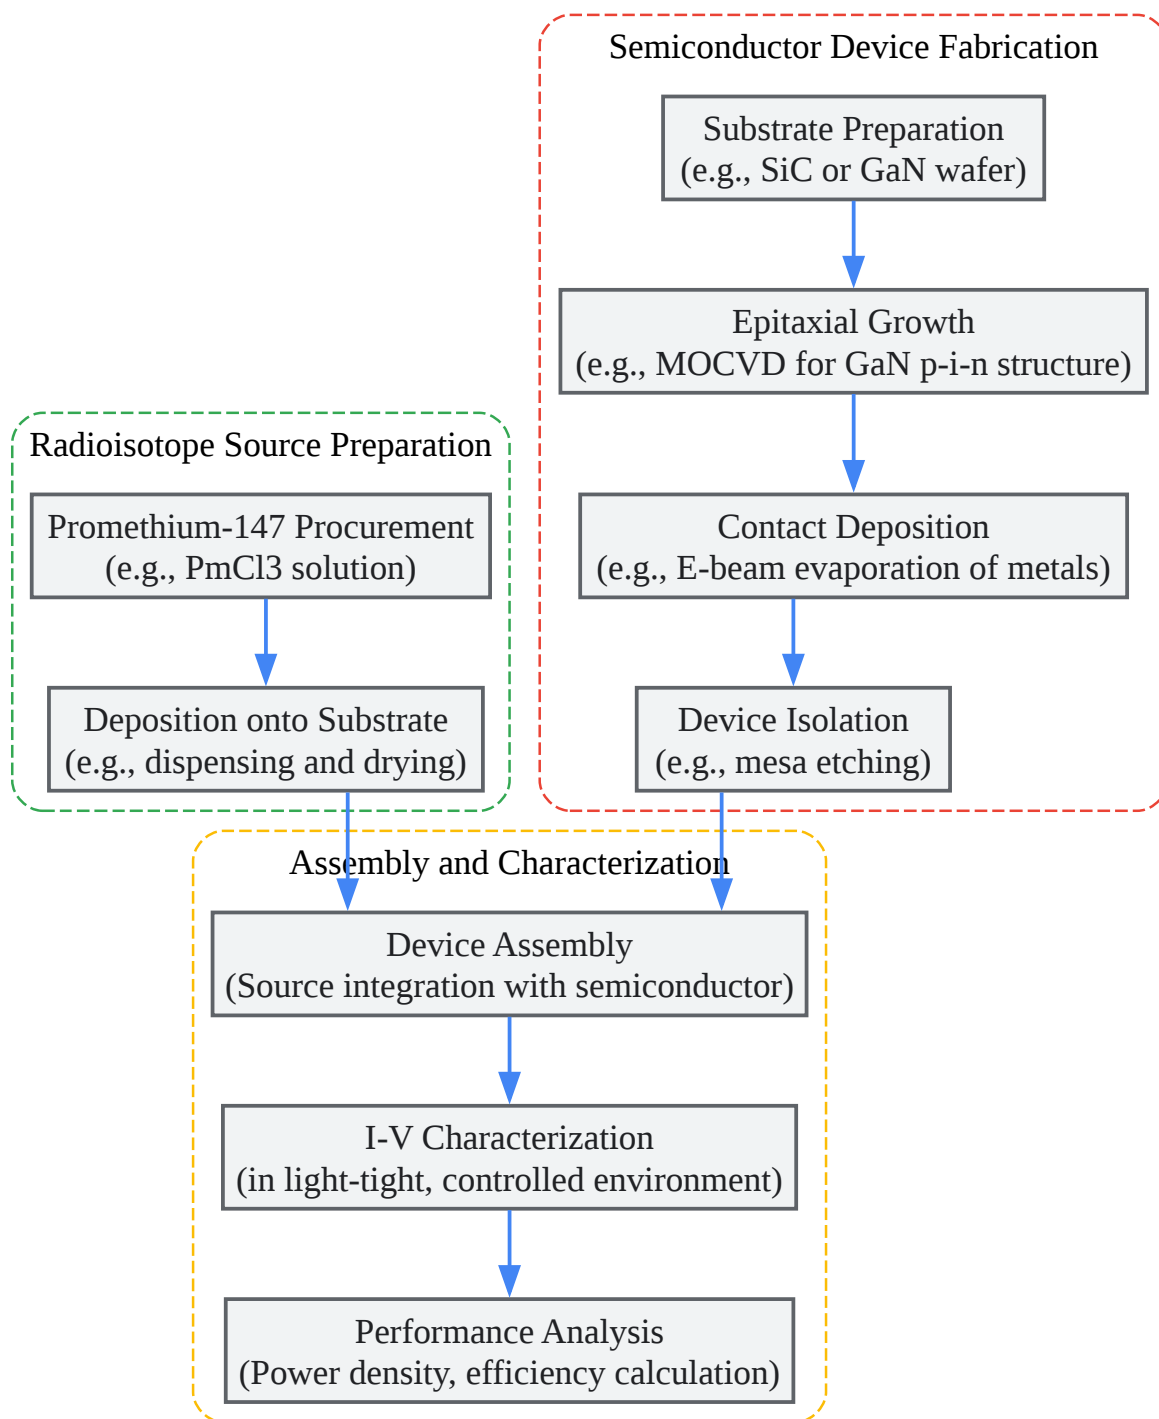 Semiconductor Device Fabrication
Substrate Preparation
(e.g., SiC or GaN wafer)
Epitaxial Growth
(e.g., MOCVD for GaN p-i-n structure)
Contact Deposition
(e.g., E-beam evaporation of metals)
Device Isolation
(e.g., mesa etching)
Radioisotope Source Preparation
Promethium-147 Procurement
(e.g., PmCl3 solution)
Deposition onto Substrate
(e.g., dispensing and drying)
Assembly and Characterization
Device Assembly
(Source integration with semiconductor)
I-V Characterization
(in light-tight, controlled environment)
Performance Analysis
(Power density, efficiency calculation)